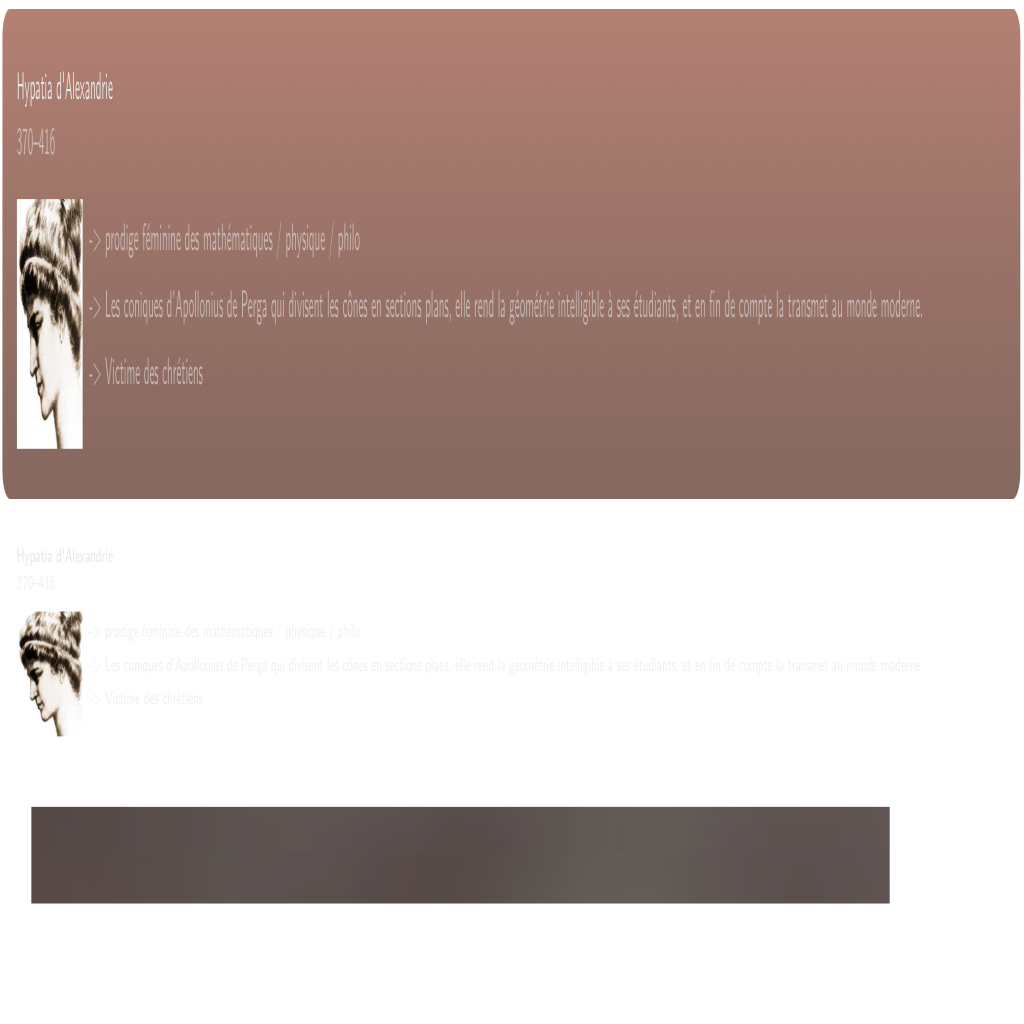 Hypatia d'Alexandrie
370–416
-> prodige féminine des mathématiques / physique / philo
-> Les coniques d'Apollonius de Perga qui divisent les cônes en sections plans, elle rend la géométrie intelligible à ses étudiants, et en fin de compte la transmet au monde moderne.
-> Victime des chrétiens
Hypatia d'Alexandrie
370–416
-> prodige féminine des mathématiques / physique / philo
-> Les coniques d'Apollonius de Perga qui divisent les cônes en sections plans, elle rend la géométrie intelligible à ses étudiants, et en fin de compte la transmet au monde moderne.
-> Victime des chrétiens